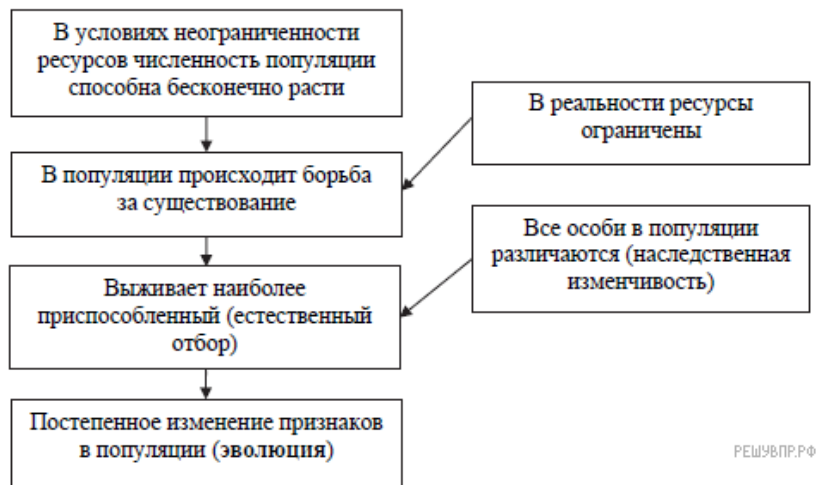 В условиях неограниченности
ресурсов численность популяции
способна бесконечно расти
В реальности ресурсы
ограничены
В популяции происходит борьба
за существование
Все особи в популяции
различаются (наследственная
изменчивость)
Выживает наиболее
приспособленный (естественный
отбор)
Постепенное изменение признаков
в популяции (эволюция)
РЕШУВПР.РФ